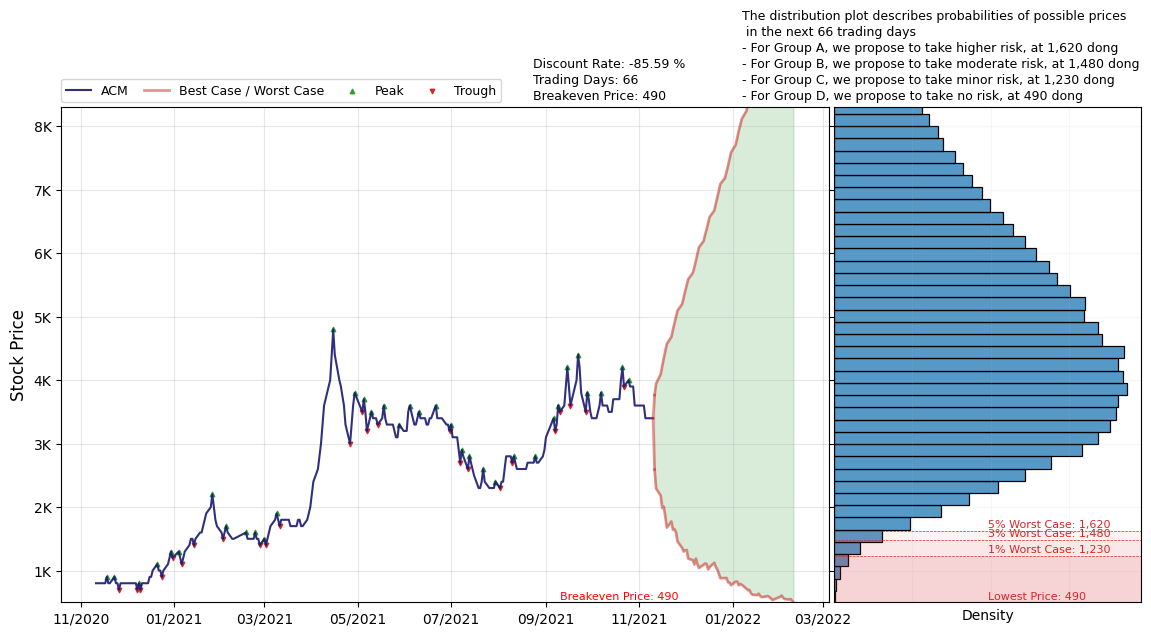 The distribution plot describes probabilities of possible prices
in the next 66 trading days
- For Group A, we propose to take higher risk, at 1,620 dong
- For Group B, we propose to take moderate risk, at 1,480 dong
- For Group C, we propose to take minor risk, at 1,230 dong
- For Group D, we propose to take no risk, at 490 dong
Discount Rate: -85.59 %
Trading Days: 66
Breakeven Price: 490
ACM
Best Case / Worst Case
Peak
Trough
Stock Price
8K
7K
6K
5K
4K
3K
2K
1K
5% Worst Case: 1,620
3% Worst Case: 1,480
1% Worst Case: 1,230
Breakeven Price: 490
Lowest Price: 490
11/2020
01/2021
03/2021
05/2021
07/2021
09/2021
11/2021
01/2022
03/2022
Density